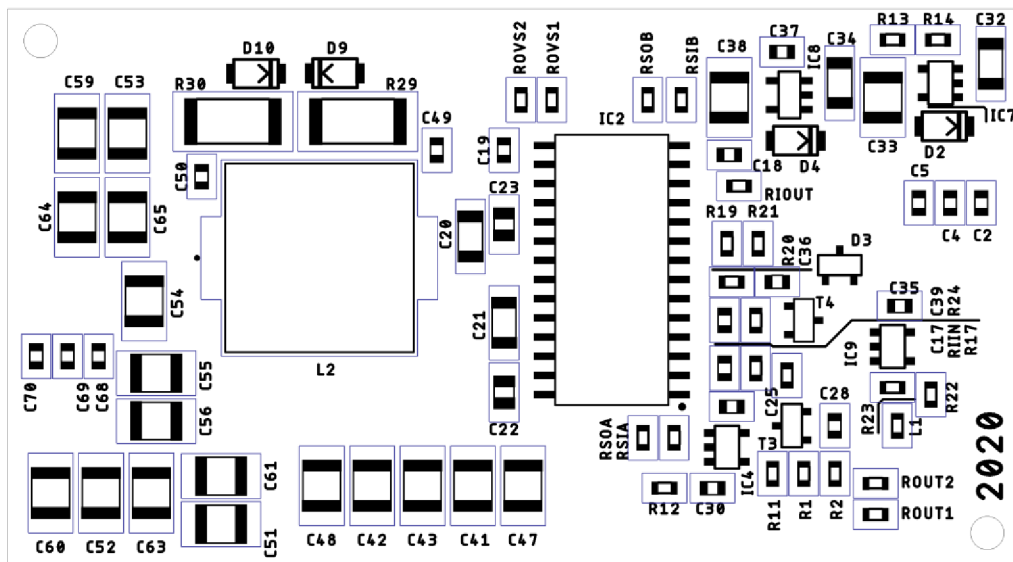 D10
D9
ROVS2
ROVS1
RSOB
RSIB
C37
R13
R14
C32
C38
IC8
C34
C59
C53
R30
R29
C49
IC2
C19
IC7
D4
C33
D2
C50
C18
RIOUT
C5
C4
C2
C64
C65
C20
C23
R19
R21
R20
C36
D3
C54
C21
T4
C35
C39
R24
C17
RIIN
R17
IC9
L2
C70
C69
C68
C55
C56
C22
C25
C28
R23
R22
L1
RSOA
RSIA
T3
IC4
2020
C61
C51
ROUT2
ROUT1
R12
C30
R11
R1
R2
C60
C52
C63
C48
C42
C43
C41
C47